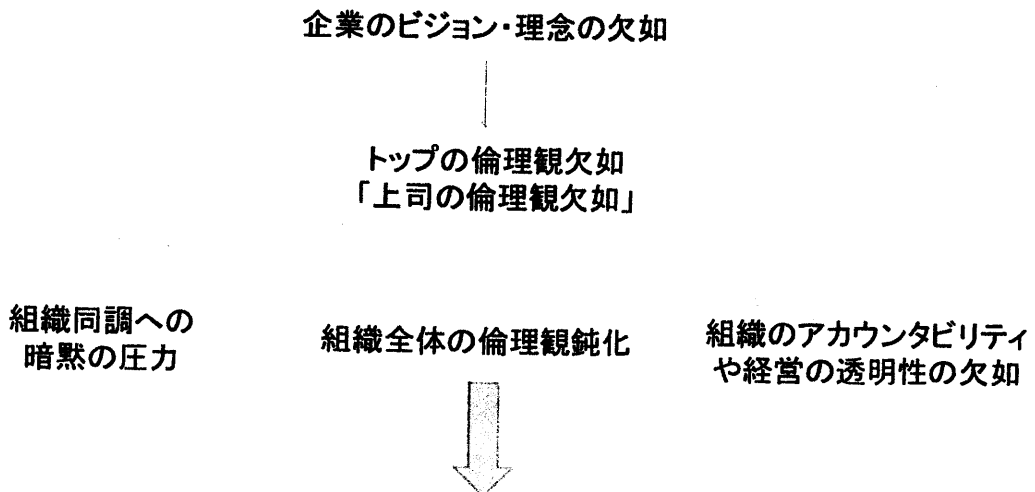 企業のビジョン・理念の欠如
トップの倫理観欠如
「上司の倫理観欠如」
組織同調への
暗黙の圧力
組織全体の倫理観鈍化
組織のアカウンタビリティ
や経営の透明性の欠如